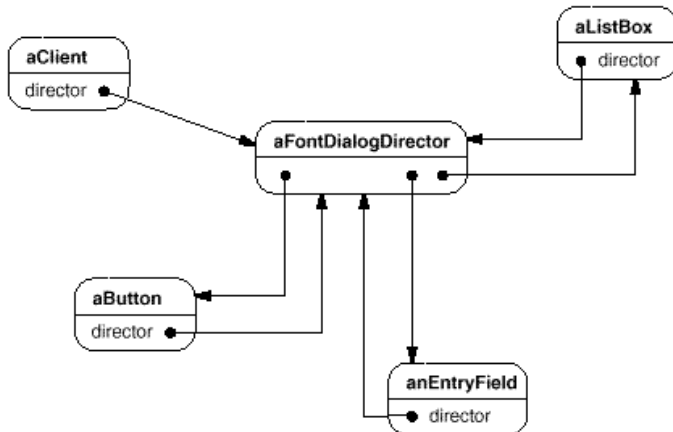 aListBox
director
aClient
director
aFontDialogDirector
aButton
director
anEntryField
director